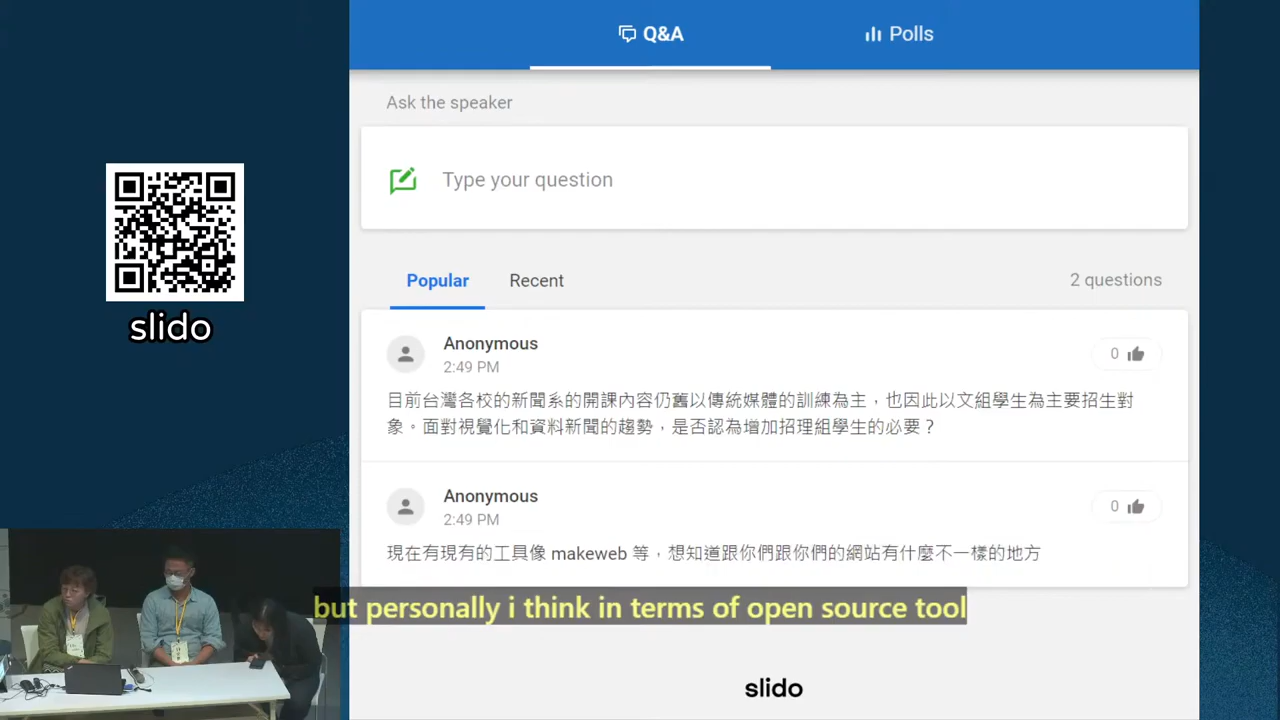 Q&A
Polls
Ask the speaker
Type your question
slido
Popular
Recent
2 questions
Anonymous
2:49 PM
0
目前台灣各校的新聞系的開課內容仍舊以傳統媒體的訓練為主，也因此以文組學生為主要招生對
象。面對視覺化和資料新聞的趨勢，是否認為增加招理組學生的必要？
Anonymous
2:49 PM
0
現在有現有的工具像 makeweb 等，想知道跟你們跟你們的網站有什麼不一樣的地方
but personally i think in terms of open source tool
slido